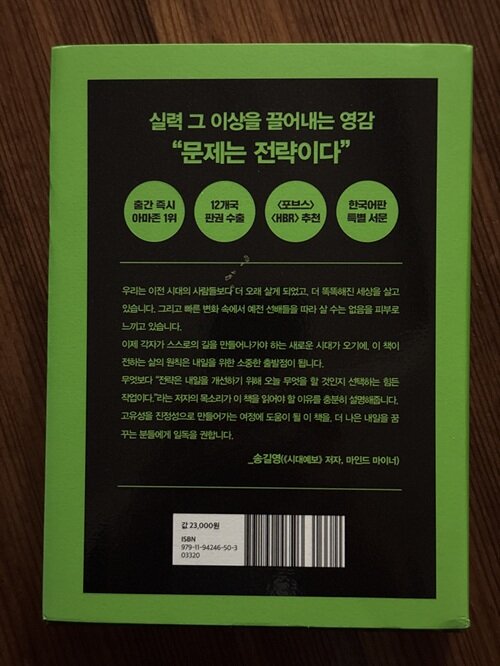 실력 그 이상을 끌어내는 영감
“문제는 전략이다”
출간 즉시
아마존 1위
12개국
판권 수출
〈포브스〉
〈HBR〉 추천
한국어판
특별 서문
우리는 이전 시대의 사람들보다 더 오래 살게 되었고, 더 똑똑해진 세상을 살고
있습니다. 그리고 빠른 변화 속에서 예전 선배들을 따라 살 수는 없음을 피부로
느끼고 있습니다.
이제 각자가 스스로의 길을 만들어나가야 하는 새로운 시대가 오기에, 이 책이
전하는 삶의 원칙은 내일을 위한 소중한 출발점이 됩니다.
무엇보다 “전략은 내일을 개선하기 위해 오늘 무엇을 할 것인지 선택하는 힘든
작업이다.”라는 저자의 목소리가 이 책을 읽어야 할 이유를 충분히 설명해줍니다.
고유성을 진정성으로 만들어가는 여정에 도움이 될 이 책을, 더 나은 내일을 꿈
꾸는 분들에게 일독을 권합니다.
_송길영(《시대예보》 저자, 마인드 마이너)
값 23,000원
ISBN
979-11-94246-50-3
03320